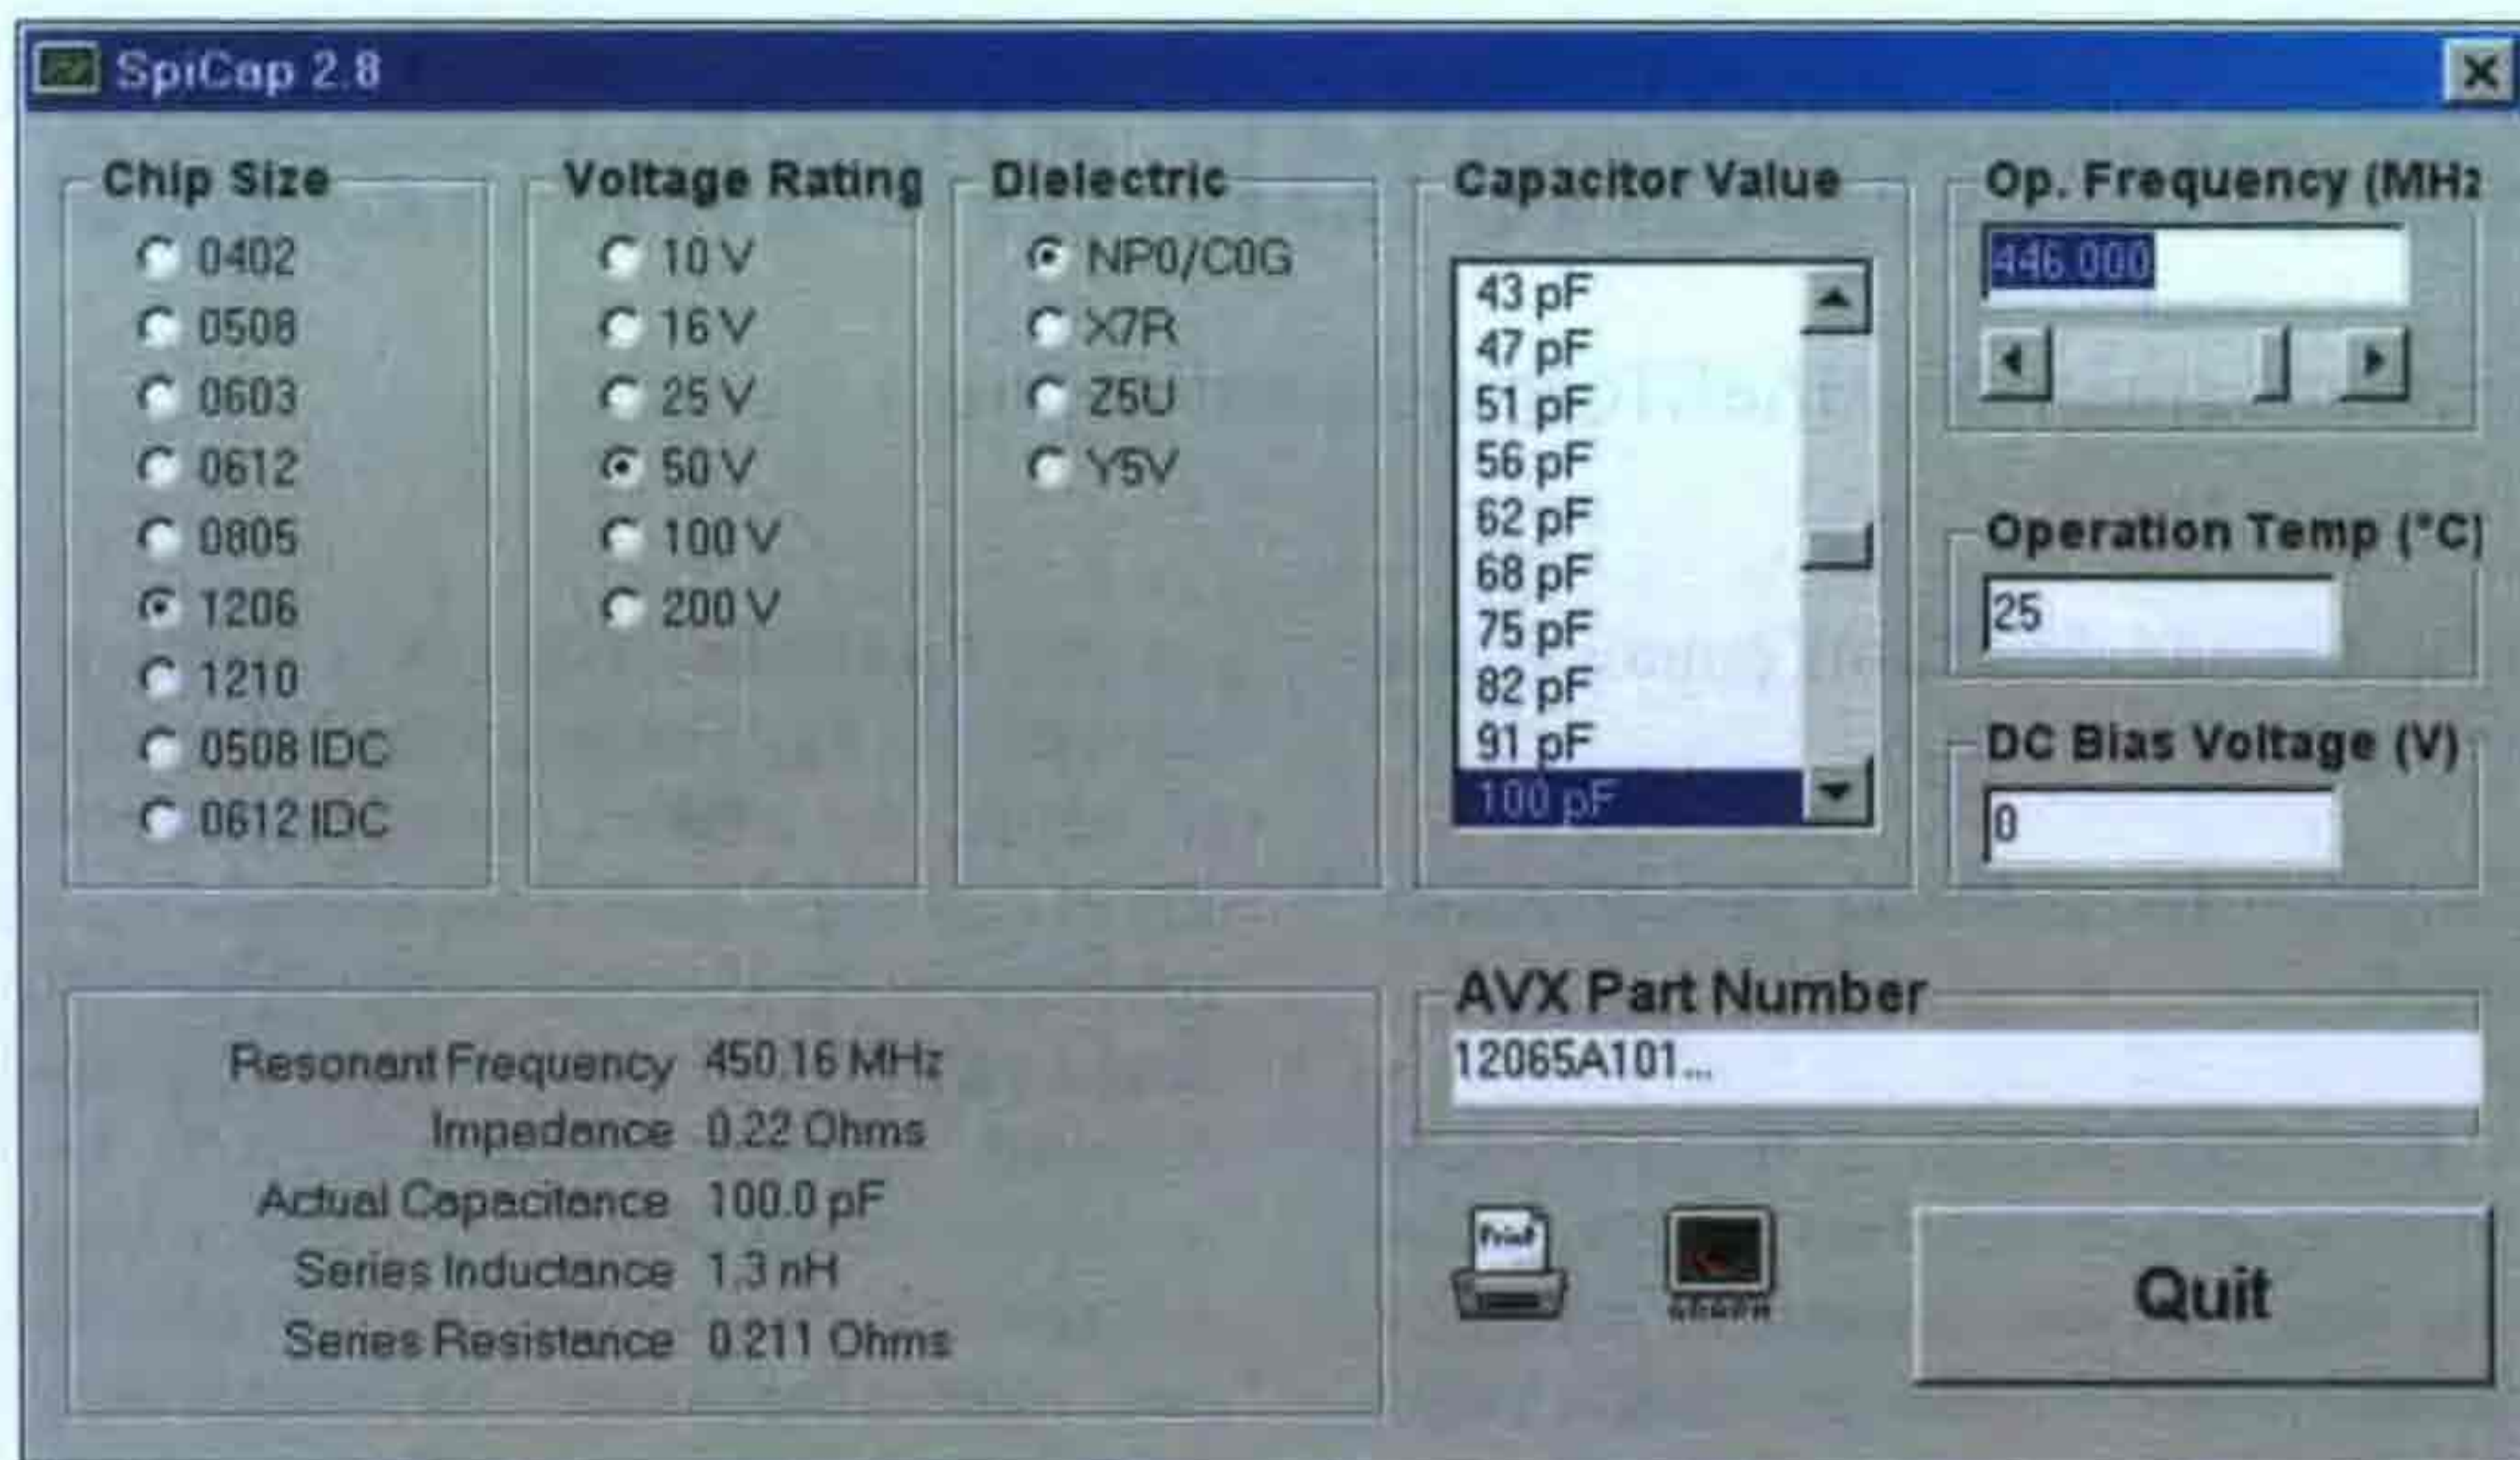 SpiCap 2.8
Chip Size
0402
0508
0603
0612
0805
1206
1210
0508 IDC
0612 IDC
Voltage Rating
10 V
16 V
25 V
50 V
100 V
200 V
Dielectric
NP0/C0G
X7R
Z5U
Y5V
Capacitor Value
43 pF
47 pF
51 pF
56 pF
62 pF
68 pF
75 pF
82 pF
91 pF
100 pF
Op. Frequency (MHz
446.000
Operation Temp (°C)
25
DC Bias Voltage (V)
0
Resonant Frequency 450.16 MHz
Impedance 0.22 Ohms
Actual Capacitance 100.0 pF
Series Inductance 1.3 nH
Series Resistance 0.211 Ohms
AVX Part Number
12065A101...
Print
Quit